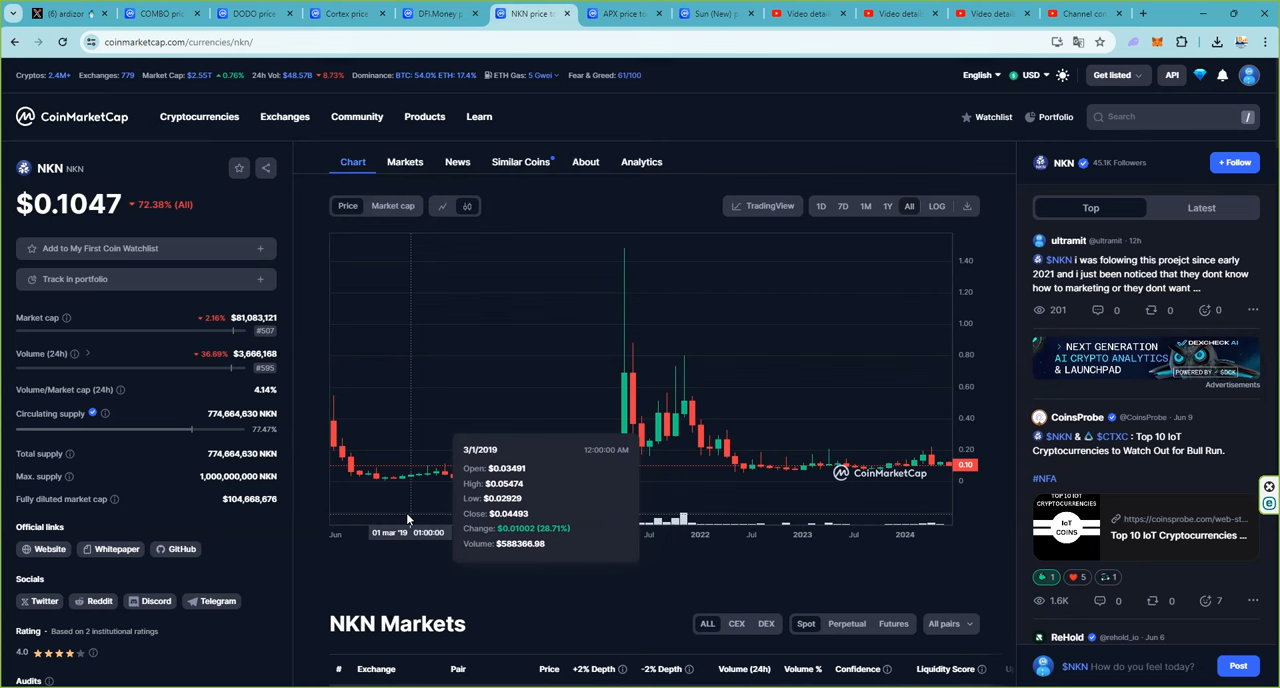 (6) ardizor
COMBO pric
DODO price
Cortex price
DFI.Money p
NKN price to
APX price to
Sun (New) p
Video detail
Video detail
Video detail
Channel con
coinmarketcap.com/currencies/nkn/
Cryptos: 2.4M+ Exchanges: 779 Market Cap: $2.55T 0.76% 24h Vol: $48.57B 8.73% Dominance: BTC: 54.0% ETH: 17.4% ETH Gas: 5 Gwei Fear & Greed: 61/100
English USD Get listed API
CoinMarketCap Cryptocurrencies Exchanges Community Products Learn
Watchlist Portfolio Search /
NKN NKN
$0.1047 72.38% (All)
Add to My First Coin Watchlist +
Track in portfolio +
Market cap 2.16% $81,083,121
#507
Volume (24h) 36.69% $3,666,168
#595
Volume/Market cap (24h) 4.14%
Circulating supply 774,664,630 NKN
77.47%
Total supply 774,664,630 NKN
Max. supply 1,000,000,000 NKN
Fully diluted market cap $104,668,676
Official links
Website Whitepaper GitHub
Socials
Twitter Reddit Discord Telegram
Rating · Based on 2 institutional ratings
4.0
Audits
Chart Markets News Similar Coins About Analytics
Price Market cap
TradingView 1D 7D 1M 1Y All LOG
1.40
1.20
1.00
0.80
0.60
0.40
0.20
0.10
0
CoinMarketCap
3/1/2019 12:00:00 AM
Open: $0.03491
High: $0.05474
Low: $0.02929
Close: $0.04493
Change: $0.01002 (28.71%)
Volume: $588366.98
Jun 01 mar '19 01:00:00 Jul 2022 Jul 2023 Jul 2024
NKN Markets
ALL CEX DEX Spot Perpetual Futures All pairs
# Exchange Pair Price +2% Depth -2% Depth Volume (24h) Volume % Confidence Liquidity Score
NKN 45.1K Followers + Follow
Top Latest
ultramit @ultramit · 12h
$NKN i was folowing this proejct since early
2021 and i just been noticed that they dont know
how to marketing or they dont want ...
201 0 0 0
NEXT GENERATION
AI CRYPTO ANALYTICS
& LAUNCHPAD
DEXCHECK AI
POWERED BY $DCK
Advertisements
CoinsProbe @CoinsProbe · Jun 9
$NKN & $CTXC : Top 10 IoT
Cryptocurrencies to Watch Out for Bull Run.
#NFA
TOP 10 IOT
CRYPTOCURRENCIES
IoT
COINS
https://coinsprobe.com/web-st...
Top 10 IoT Cryptocurrencies ...
1 5 1
1.6K 0 0 7
ReHold @rehold_io · Jun 6
$NKN How do you feel today? Post